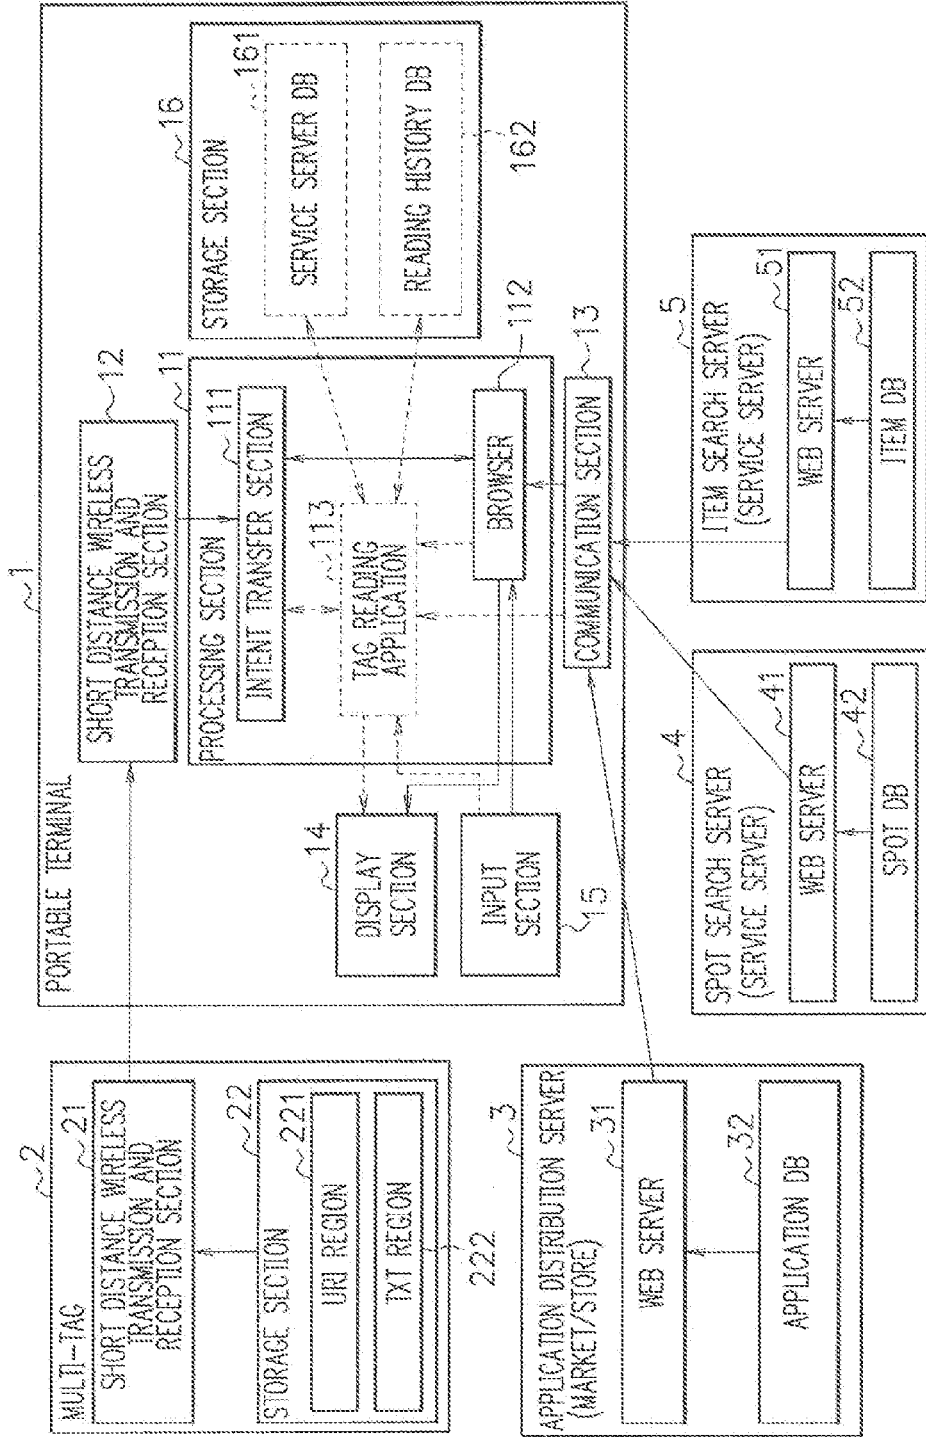 MULTI-TAG
2
SHORT DISTANCE WIRELESS
TRANSMISSION AND
RECEPTION SECTION
21
STORAGE SECTION
22
URI REGION
221
TXT REGION
222
PORTABLE TERMINAL
1
SHORT DISTANCE WIRELESS
TRANSMISSION AND
RECEPTION SECTION
12
PROCESSING SECTION
11
INTENT TRANSFER SECTION
111
TAG READING
APPLICATION
113
BROWSER
112
DISPLAY
SECTION
14
INPUT
SECTION
15
COMMUNICATION SECTION
13
STORAGE SECTION
16
SERVICE SERVER DB
161
READING HISTORY DB
162
APPLICATION DISTRIBUTION SERVER
(MARKET/STORE)
3
WEB SERVER
31
APPLICATION DB
32
SPOT SEARCH SERVER
(SERVICE SERVER)
4
WEB SERVER
41
SPOT DB
42
ITEM SEARCH SERVER
(SERVICE SERVER)
5
WEB SERVER
51
ITEM DB
52